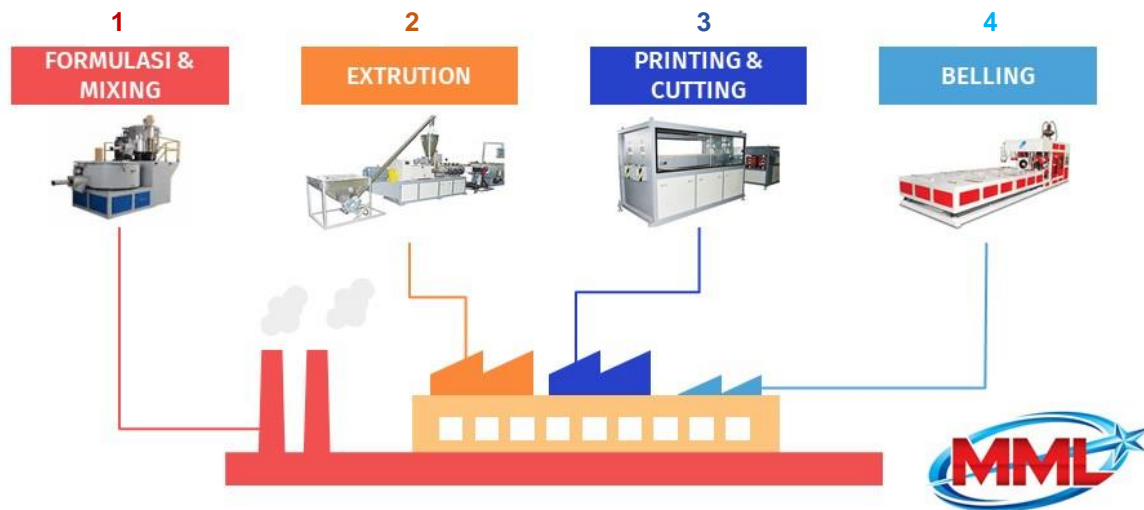 1
2
3
4
FORMULASI &
MIXING
EXTRUTION
PRINTING &
CUTTING
BELLING
MML